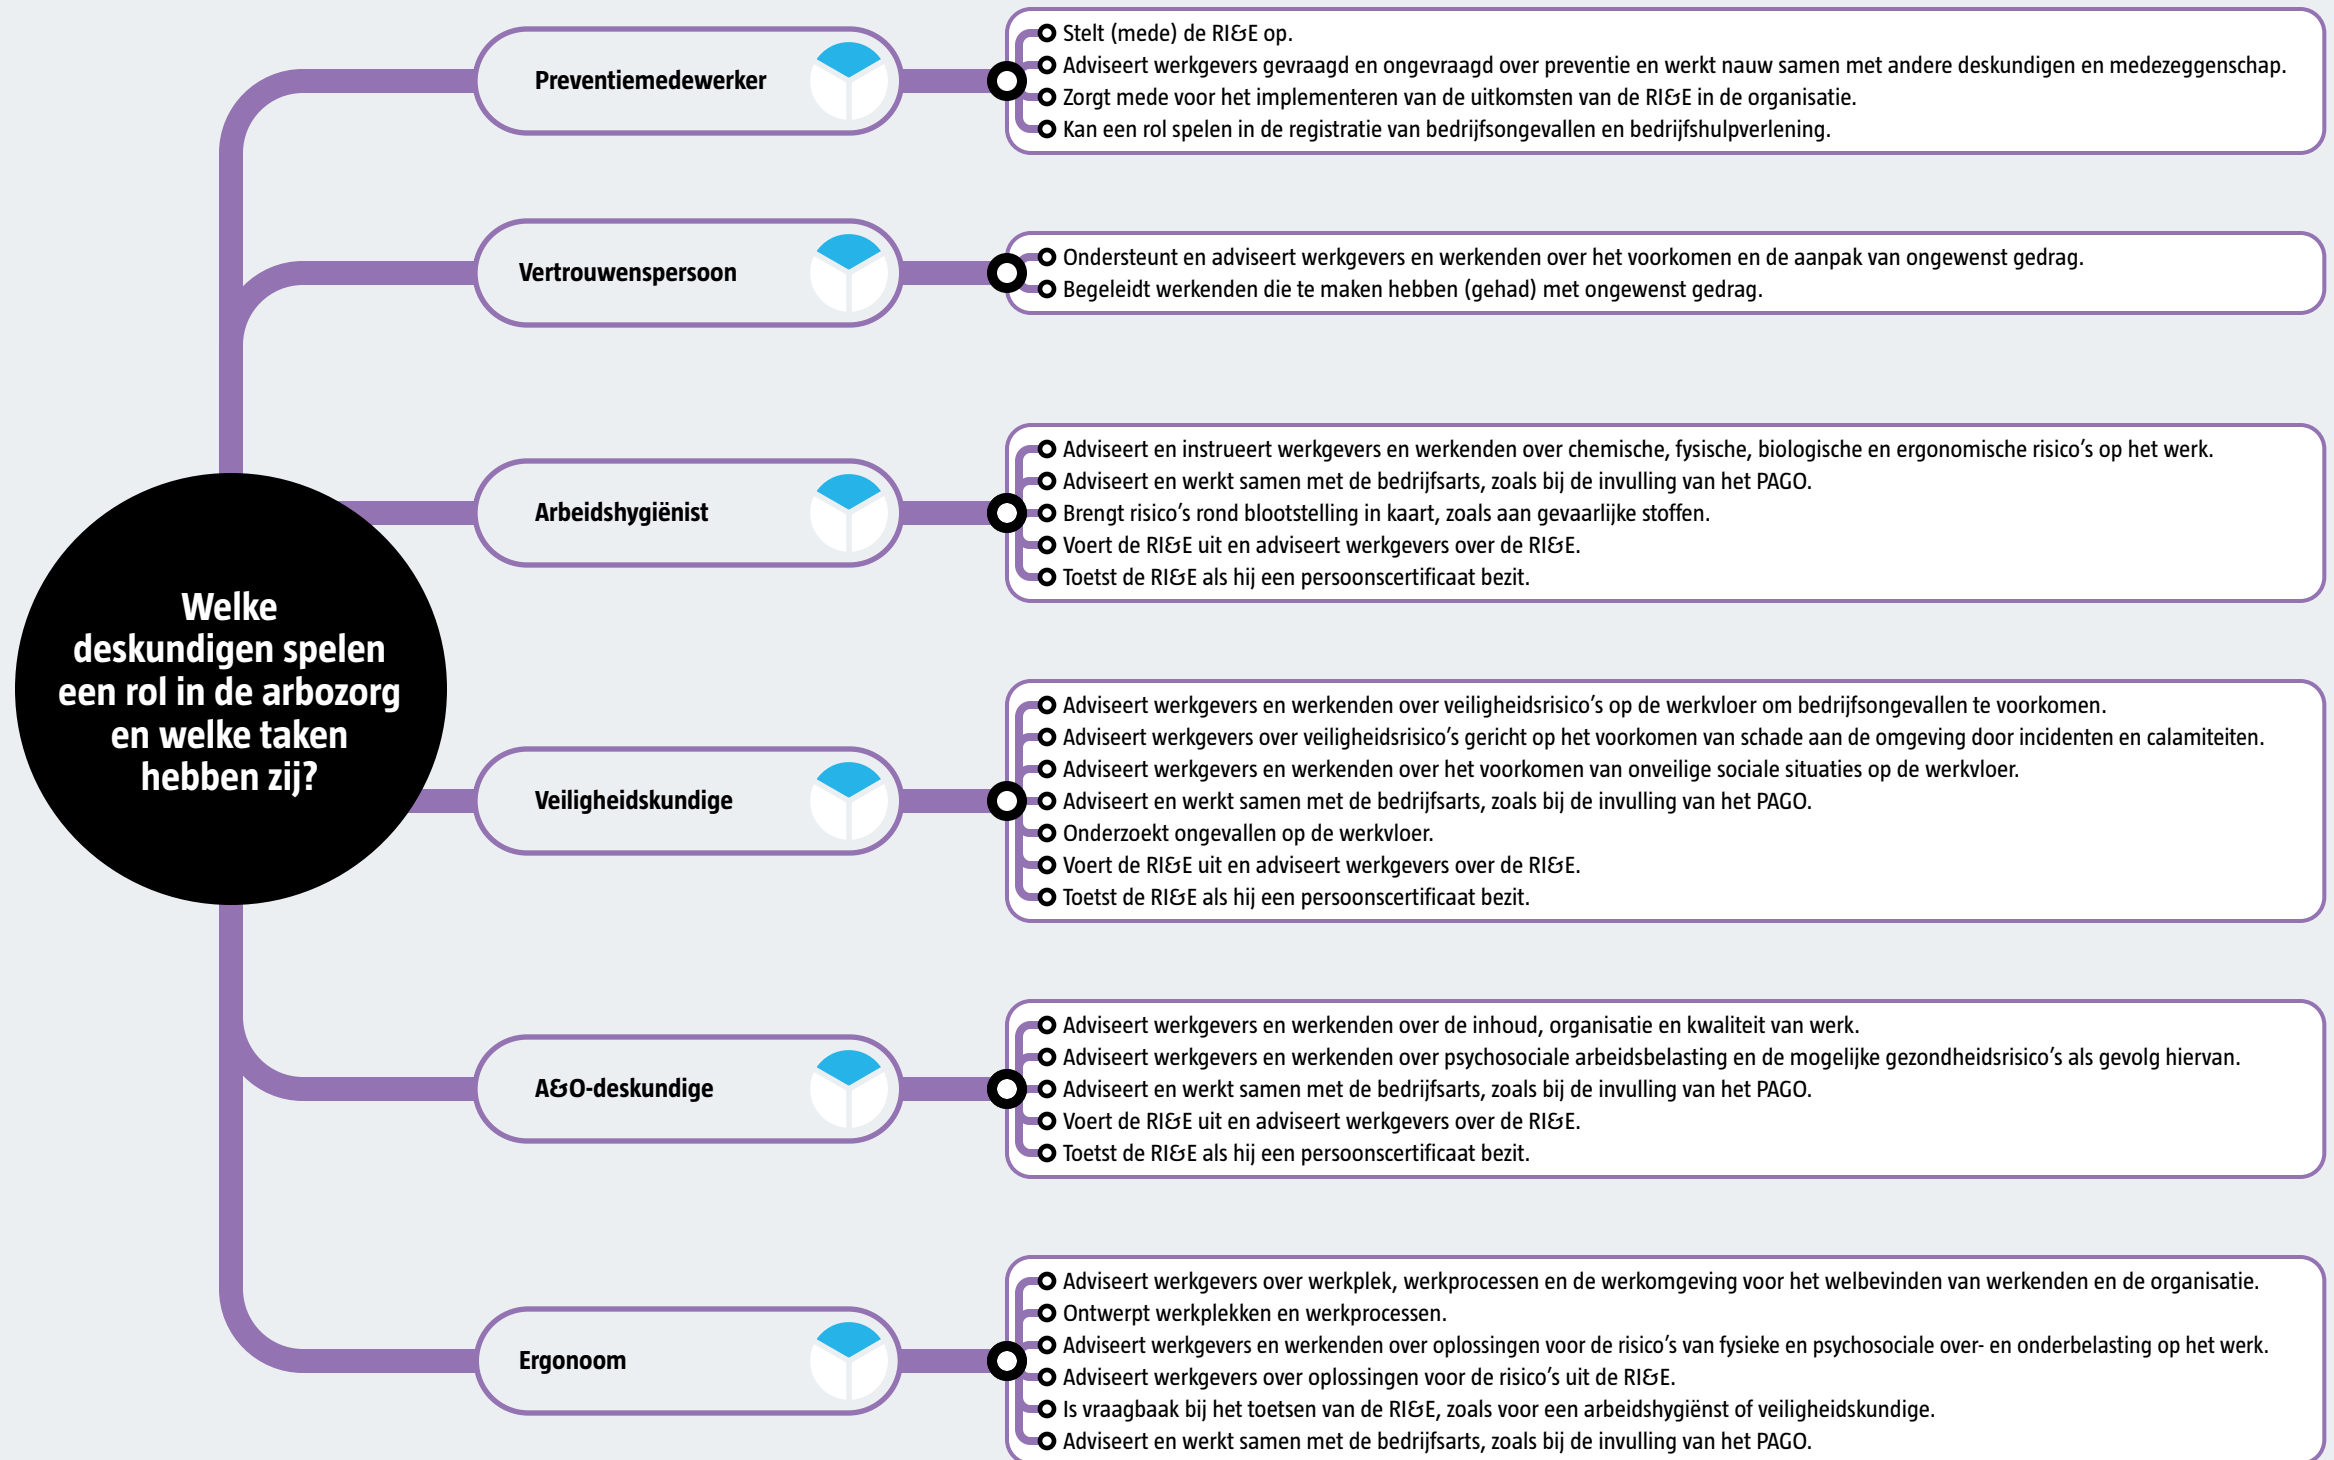 Welke
deskundigen spelen
een rol in de arbozorg
en welke taken
hebben zij?
Preventiemedewerker
Stelt (mede) de RI&E op.
Adviseert werkgevers gevraagd en ongevraagd over preventie en werkt nauw samen met andere deskundigen en medezeggenschap.
Zorgt mede voor het implementeren van de uitkomsten van de RI&E in de organisatie.
Kan een rol spelen in de registratie van bedrijfsongevallen en bedrijfshulpverlening.
Vertrouwenspersoon
Ondersteunt en adviseert werkgevers en werkenden over het voorkomen en de aanpak van ongewenst gedrag.
Begeleidt werkenden die te maken hebben (gehad) met ongewenst gedrag.
Arbeidshygiënist
Adviseert en instrueert werkgevers en werkenden over chemische, fysische, biologische en ergonomische risico’s op het werk.
Adviseert en werkt samen met de bedrijfsarts, zoals bij de invulling van het PAGO.
Brengt risico’s rond blootstelling in kaart, zoals aan gevaarlijke stoffen.
Voert de RI&E uit en adviseert werkgevers over de RI&E.
Toetst de RI&E als hij een persoonscertificaat bezit.
Veiligheidskundige
Adviseert werkgevers en werkenden over veiligheidsrisico’s op de werkvloer om bedrijfsongevallen te voorkomen.
Adviseert werkgevers over veiligheidsrisico’s gericht op het voorkomen van schade aan de omgeving door incidenten en calamiteiten.
Adviseert werkgevers en werkenden over het voorkomen van onveilige sociale situaties op de werkvloer.
Adviseert en werkt samen met de bedrijfsarts, zoals bij de invulling van het PAGO.
Onderzoekt ongevallen op de werkvloer.
Voert de RI&E uit en adviseert werkgevers over de RI&E.
Toetst de RI&E als hij een persoonscertificaat bezit.
A&O-deskundige
Adviseert werkgevers en werkenden over de inhoud, organisatie en kwaliteit van werk.
Adviseert werkgevers en werkenden over psychosociale arbeidsbelasting en de mogelijke gezondheidsrisico’s als gevolg hiervan.
Adviseert en werkt samen met de bedrijfsarts, zoals bij de invulling van het PAGO.
Voert de RI&E uit en adviseert werkgevers over de RI&E.
Toetst de RI&E als hij een persoonscertificaat bezit.
Ergonoom
Adviseert werkgevers over werkplek, werkprocessen en de werkomgeving voor het welbevinden van werkenden en de organisatie.
Ontwerpt werkplekken en werkprocessen.
Adviseert werkgevers en werkenden over oplossingen voor de risico’s van fysieke en psychosociale over- en onderbelasting op het werk.
Adviseert werkgevers over oplossingen voor de risico’s uit de RI&E.
Is vraagbaak bij het toetsen van de RI&E, zoals voor een arbeidshygiënst of veiligheidskundige.
Adviseert en werkt samen met de bedrijfsarts, zoals bij de invulling van het PAGO.